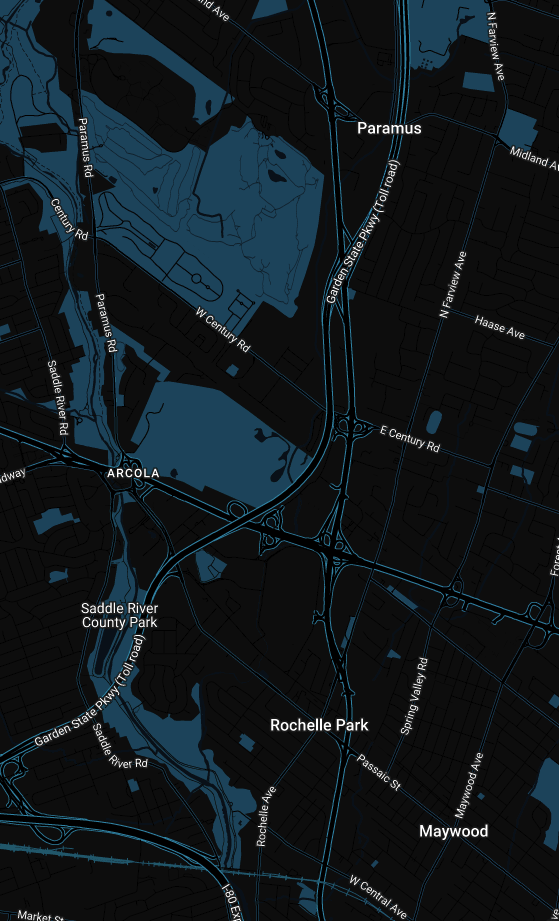 and Ave
N Farview Ave
Paramus
Paramus Rd
Midland Av
Century Rd
Garden State Pkwy (Toll road)
N Farview Ave
Paramus Rd
W Century Rd
Haase Ave
Saddle River Rd
E Century Rd
adway
ARCOLA
Forest A
Saddle River
County Park
Garden State Pkwy (Toll road)
Spring Valley Rd
Rochelle Park
Saddle River Rd
Passaic St
Maywood Ave
Rochelle Ave
Maywood
W Central Ave
I-80 Exp
Market St